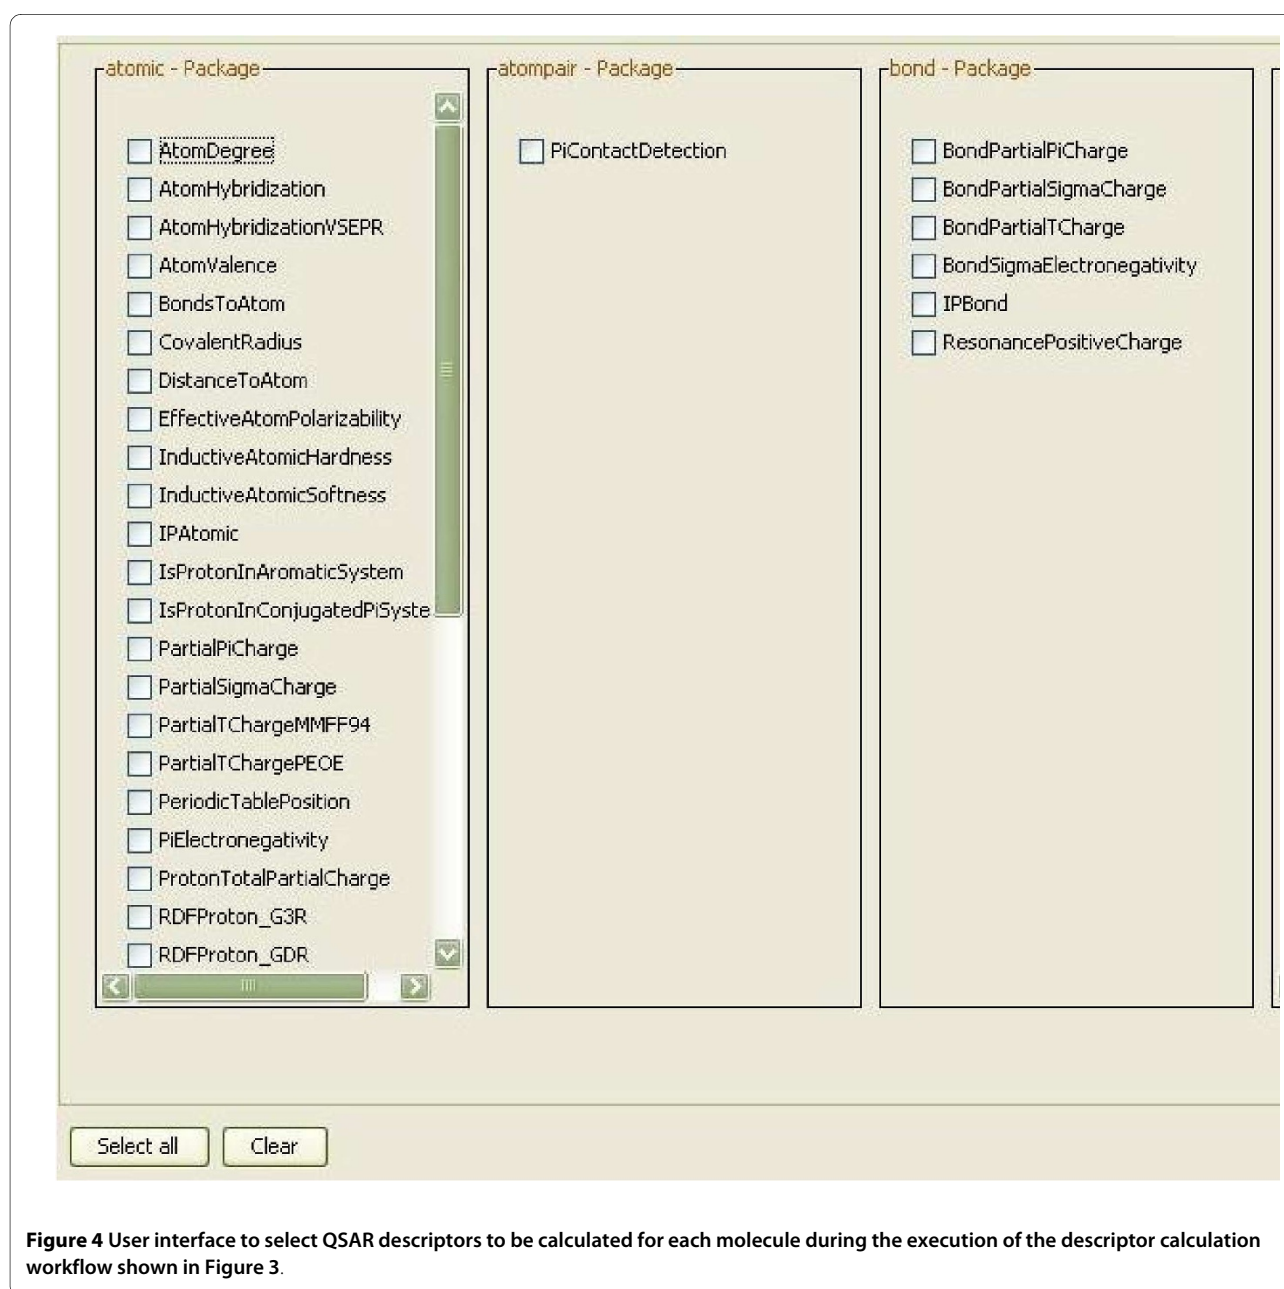 atomic - Package
AtomDegree
AtomHybridization
AtomHybridizationVSEPR
AtomValence
BondsToAtom
CovalentRadius
DistanceToAtom
EffectiveAtomPolarizability
InductiveAtomicHardness
InductiveAtomicSoftness
IPAtomic
IsProtonInAromaticSystem
IsProtonInConjugatedPiSyste
PartialPiCharge
PartialSigmaCharge
PartialTChargeMMFF94
PartialTChargePEOE
PeriodicTablePosition
PiElectronegativity
ProtonTotalPartialCharge
RDFProton_G3R
RDFProton_GDR
atompair - Package
PiContactDetection
bond - Package
BondPartialPiCharge
BondPartialSigmaCharge
BondPartialTCharge
BondSigmaElectronegativity
IPBond
ResonancePositiveCharge
Select all
Clear
Figure 4 User interface to select QSAR descriptors to be calculated for each molecule during the execution of the descriptor calculation
workflow shown in Figure 3.